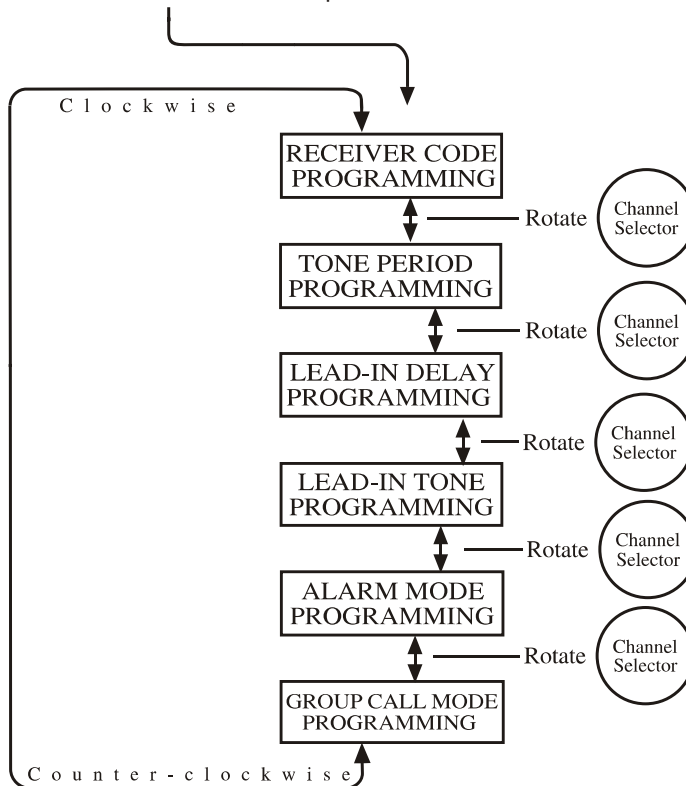 Clockwise
RECEIVER CODE
PROGRAMMING
Rotate
Channel
Selector
TONE PERIOD
PROGRAMMING
Rotate
Channel
Selector
LEAD-IN DELAY
PROGRAMMING
Rotate
Channel
Selector
LEAD-IN TONE
PROGRAMMING
Rotate
Channel
Selector
ALARM MODE
PROGRAMMING
Rotate
Channel
Selector
GROUP CALL MODE
PROGRAMMING
Counter-clockwise